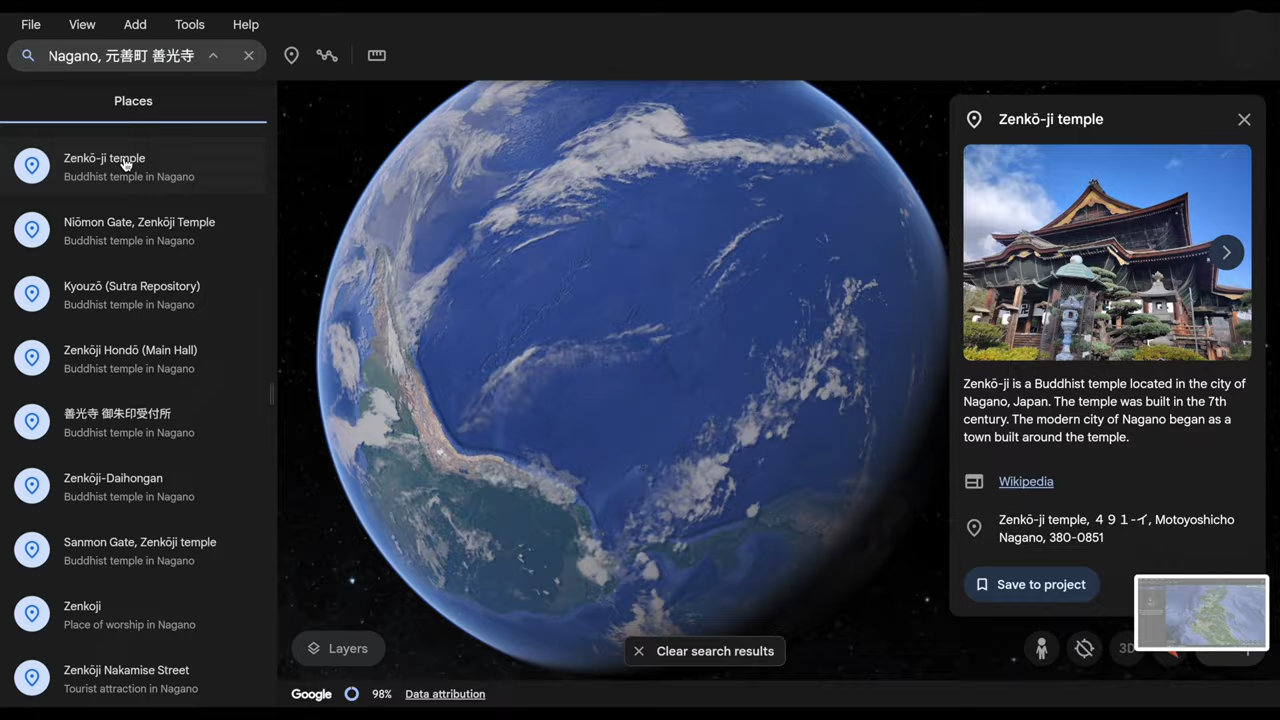 File View Add Tools Help
Nagano, 元善町 善光寺
Places
Zenkō-ji temple
Buddhist temple in Nagano
Niōmon Gate, Zenkōji Temple
Buddhist temple in Nagano
Kyouzō (Sutra Repository)
Buddhist temple in Nagano
Zenkōji Hondō (Main Hall)
Buddhist temple in Nagano
善光寺 御朱印受付所
Buddhist temple in Nagano
Zenkōji-Daihongan
Buddhist temple in Nagano
Sanmon Gate, Zenkōji temple
Buddhist temple in Nagano
Zenkoji
Place of worship in Nagano
Zenkōji Nakamise Street
Tourist attraction in Nagano
Zenkō-ji temple
Zenkō-ji is a Buddhist temple located in the city of
Nagano, Japan. The temple was built in the 7th
century. The modern city of Nagano began as a
town built around the temple.
Wikipedia
Zenkō-ji temple, ４９１-イ, Motoyoshicho
Nagano, 380-0851
Save to project
Layers
Clear search results
3D
Google 98% Data attribution